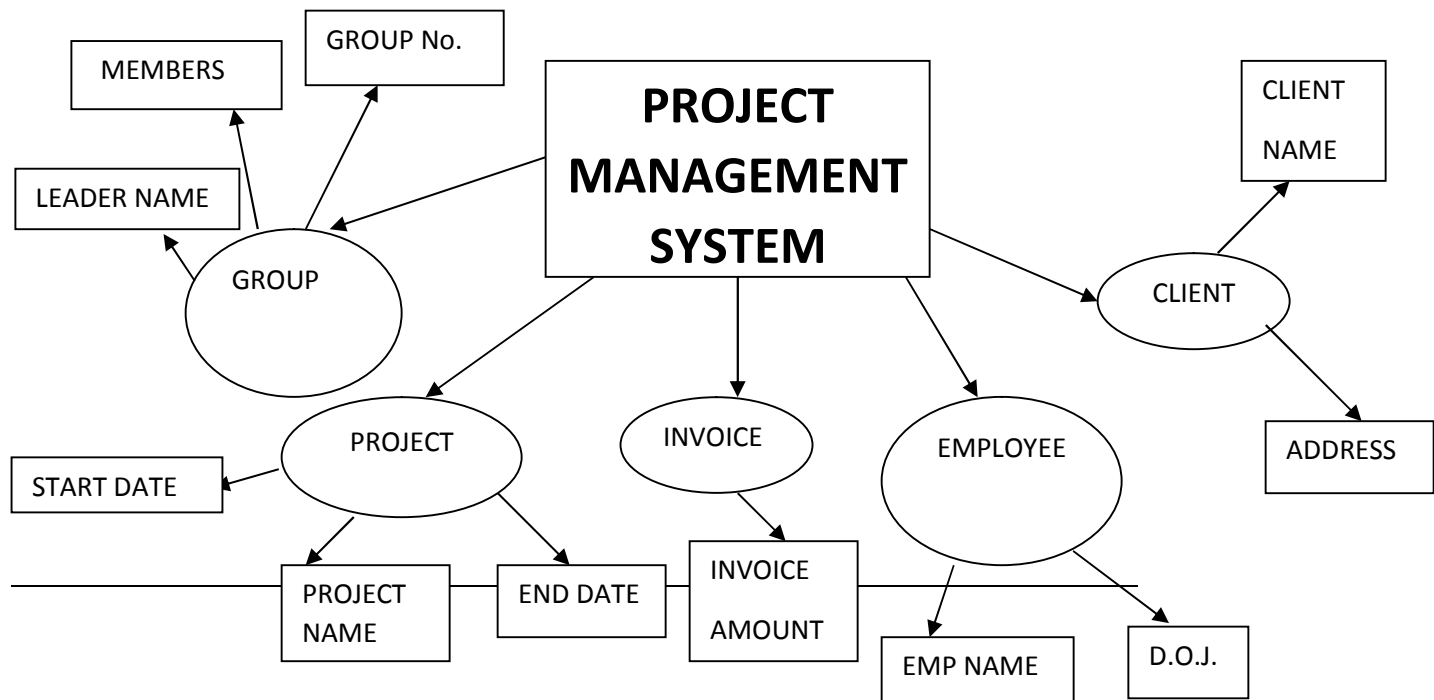 GROUP No.
MEMBERS
PROJECT
MANAGEMENT
SYSTEM
CLIENT
NAME
LEADER NAME
GROUP
CLIENT
PROJECT
INVOICE
EMPLOYEE
ADDRESS
START DATE
PROJECT
NAME
END DATE
INVOICE
AMOUNT
EMP NAME
D.O.J.